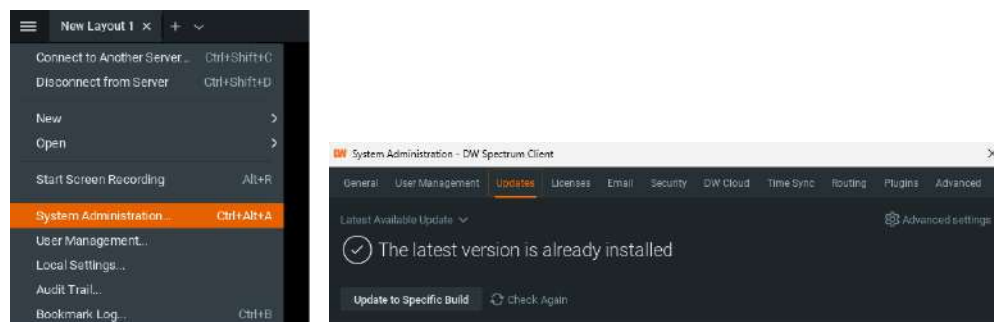 New Layout 1 × +
Connect to Another Server... Ctrl+Shift+C
Disconnect from Server Ctrl+Shift+D
New
Open
Start Screen Recording Alt+R
System Administration... Ctrl+Alt+A
User Management...
Local Settings...
Audit Trail...
Bookmark Log... Ctrl+B
DW System Administration - DW Spectrum Client ×
General User Management Updates Licenses Email Security DW Cloud Time Sync Routing Plugins Advanced
Latest Available Update Advanced settings
The latest version is already installed
Update to Specific Build Check Again